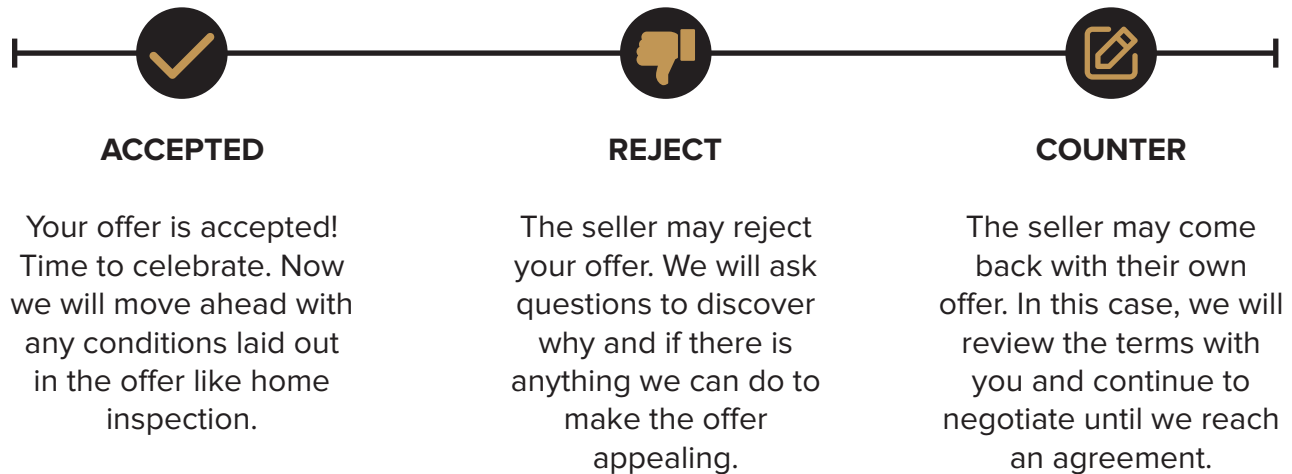 ACCEPTED
Your offer is accepted!
Time to celebrate. Now
we will move ahead with
any conditions laid out
in the offer like home
inspection.
REJECT
The seller may reject
your offer. We will ask
questions to discover
why and if there is
anything we can do to
make the offer
appealing.
COUNTER
The seller may come
back with their own
offer. In this case, we will
review the terms with
you and continue to
negotiate until we reach
an agreement.